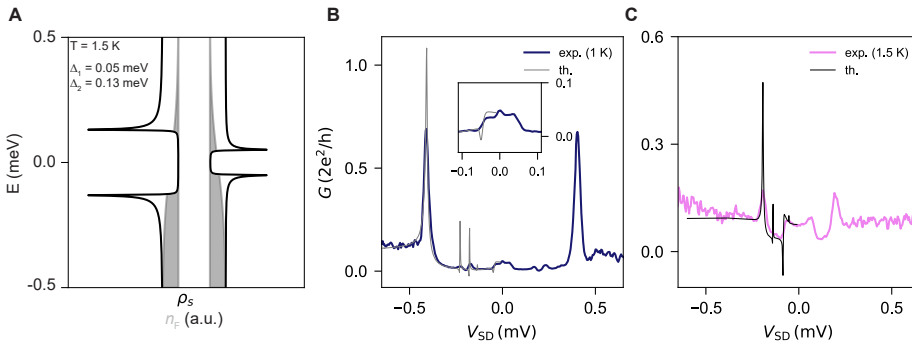 A
0.5
T = 1.5 K
Δ1 = 0.05 meV
Δ2 = 0.13 meV
E (meV)
0.0
-0.5
ρs
nF (a.u.)
B
1.0
0.5
0.0
G (2e²/h)
exp. (1 K)
th.
0.1
0.0
−0.1
0.0
0.1
−0.5
0.0
0.5
VSD (mV)
C
0.6
0.3
0.0
exp. (1.5 K)
th.
−0.5
0.0
0.5
VSD (mV)